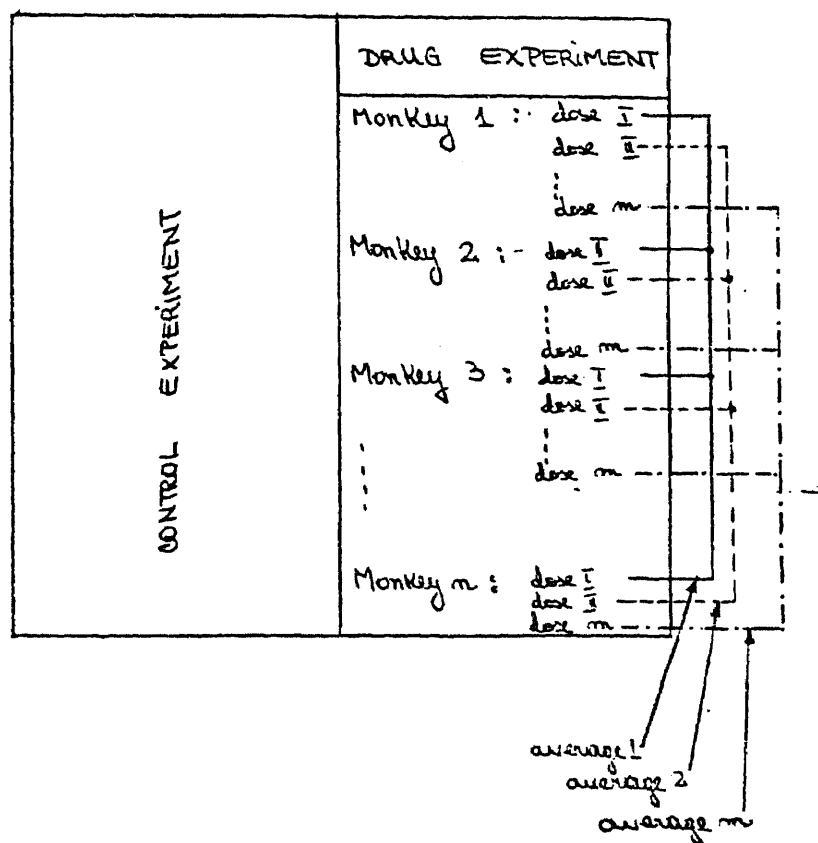 CONTROL EXPERIMENT
DRUG EXPERIMENT
Monkey 1 : dose I
dose II
dose m
Monkey 2 : dose I
dose II
dose m
Monkey 3 : dose I
dose II
dose m
Monkey n : dose I
dose II
dose m
average 1
average 2
average m